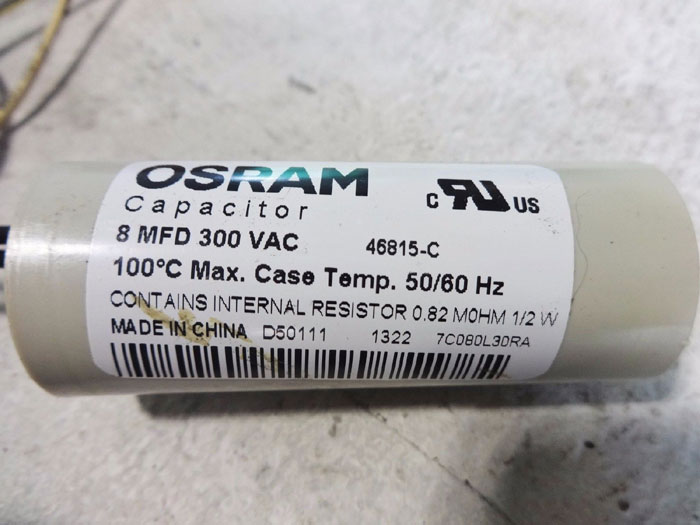 OSRAM
Capacitor
C RU US
8 MFD 300 VAC 46815-C
100°C Max. Case Temp. 50/60 Hz
CONTAINS INTERNAL RESISTOR 0.82 MOHM 1/2 W
MADE IN CHINA D50111 1322 7C080L30RA